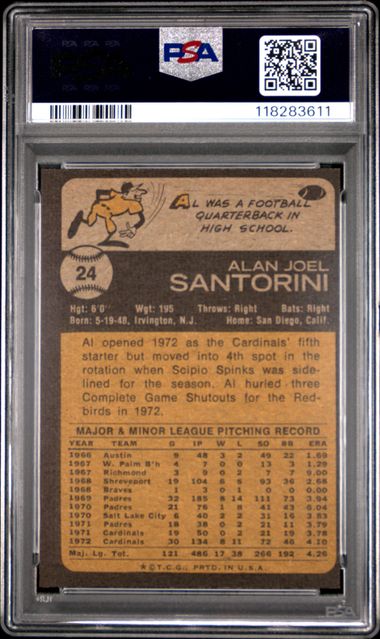 PSA
118283611
AL WAS A FOOTBALL
QUARTERBACK IN
HIGH SCHOOL.
24
ALAN JOEL
SANTORINI
Hgt: 6'0" Wgt: 195 Throws: Right Bats: Right
Born: 5-19-48, Irvington, N.J. Home: San Diego, Calif.
Al opened 1972 as the Cardinals' fifth
starter but moved into 4th spot in the
rotation when Scipio Spinks was side-
lined for the season. Al hurled three
Complete Game Shutouts for the Red-
birds in 1972.
MAJOR & MINOR LEAGUE PITCHING RECORD
YEAR TEAM G IP W L SO BB ERA
1966 Austin 9 48 3 2 49 22 1.69
1967 W. Palm B'h 4 7 0 0 13 3 1.29
1967 Richmond 3 9 0 2 7 7 9.00
1968 Shreveport 19 104 6 5 93 36 2.68
1968 Braves 1 3 0 1 0 0 0.00
1969 Padres 32 185 8 14 111 73 3.94
1970 Padres 21 76 1 8 41 43 6.04
1970 Salt Lake City 6 40 2 2 31 16 3.83
1971 Padres 18 38 0 2 21 11 3.79
1971 Cardinals 19 50 0 2 21 19 3.78
1972 Cardinals 30 134 8 11 72 46 4.10
Maj. Lg. Tot. 121 486 17 38 266 192 4.26
★©T.C.G., PRTD. IN U.S.A.